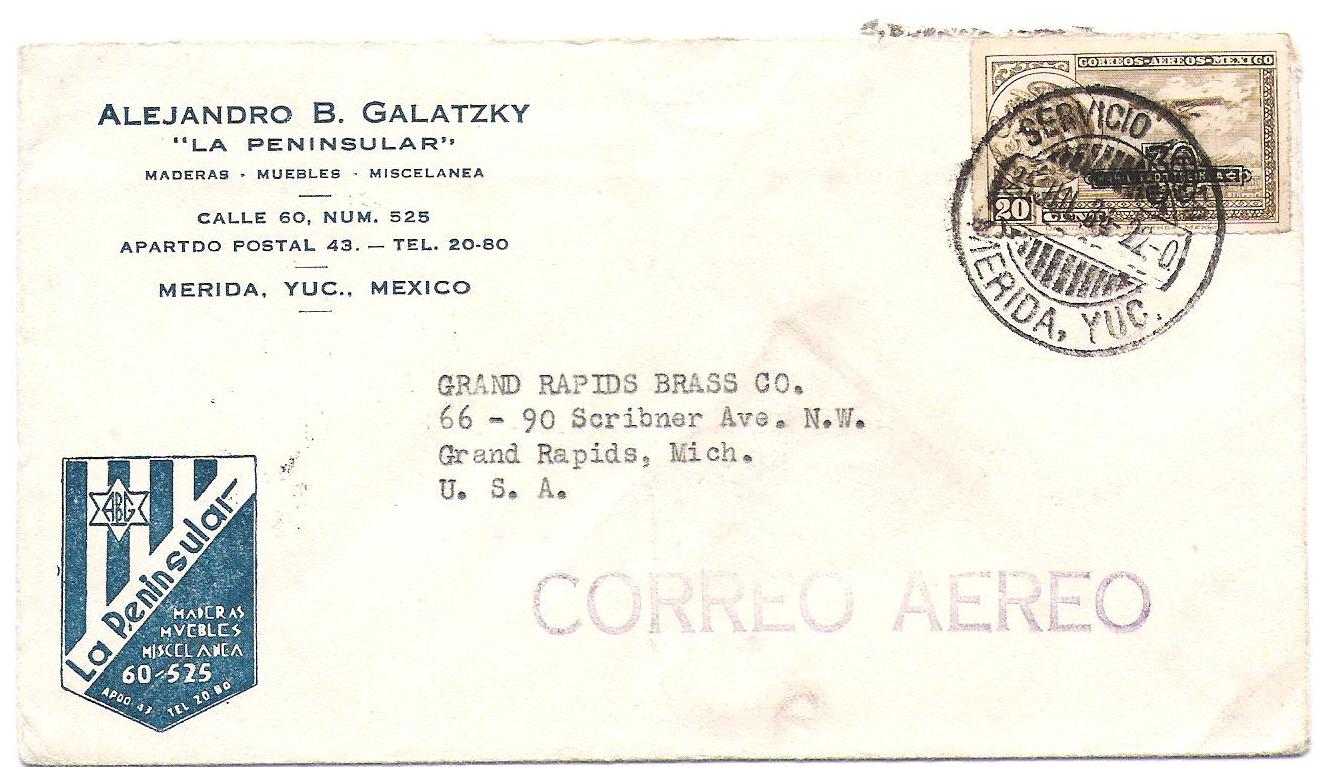 ALEJANDRO B. GALATZKY
"LA PENINSULAR"
MADERAS - MUEBLES - MISCELANEA
CALLE 60, NUM. 525
APARTDO POSTAL 43. — TEL. 20-80
MERIDA, YUC., MEXICO
CORREOS-AEREOS-MEXICO
20
SERVICIO
MERIDA, YUC.
GRAND RAPIDS BRASS CO.
66 - 90 Scribner Ave. N.W.
Grand Rapids, Mich.
U. S. A.
CORREO AEREO
ABG
La Peninsular
MADERAS
MVEBLES
MISCELANEA
60-525
APDO 43 - TEL 20 80